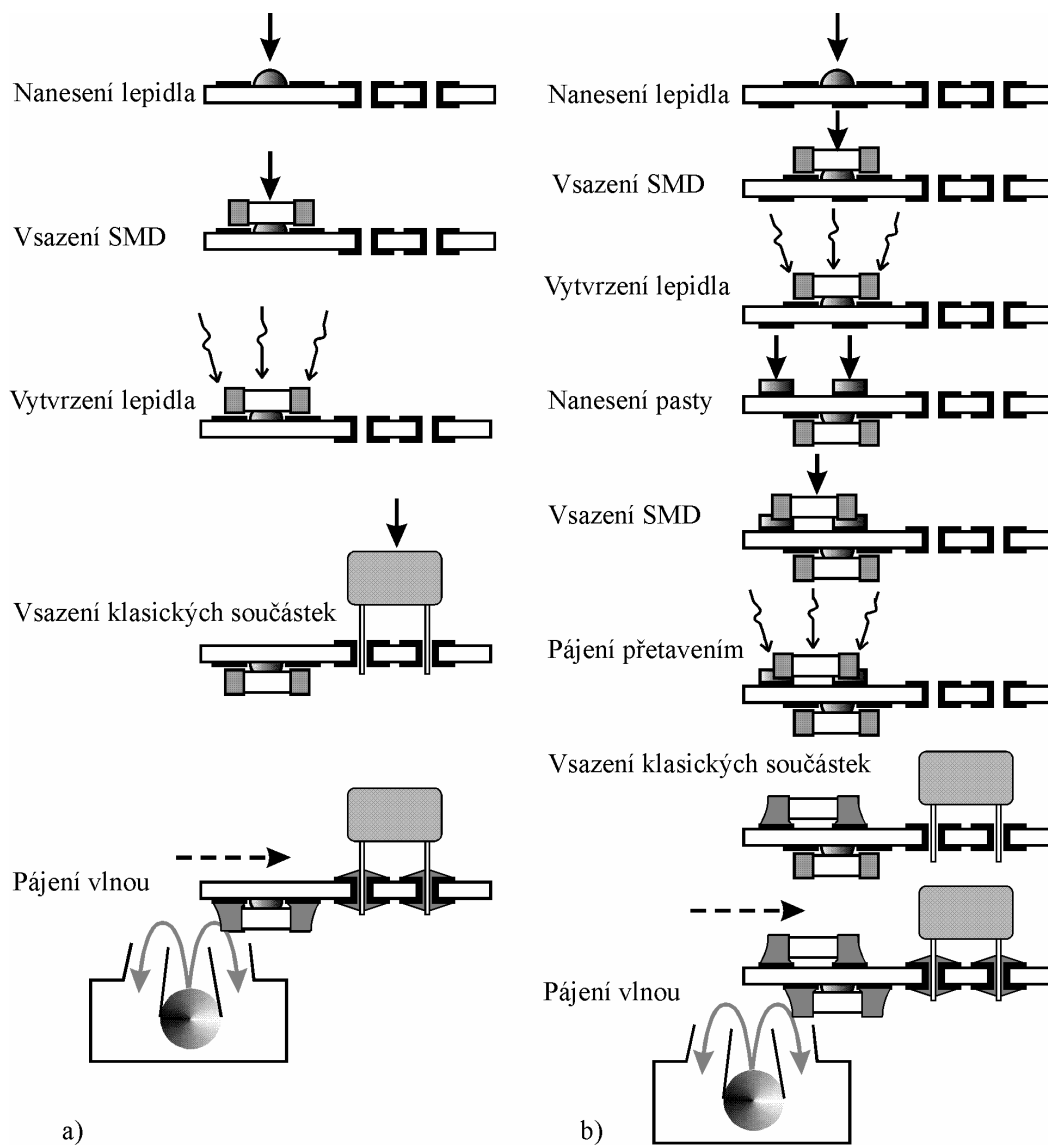 Nanesení lepidla
Vsazení SMD
Vytvrzení lepidla
Vsazení klasických součástek
Pájení vlnou
a)
Nanesení lepidla
Vsazení SMD
Vytvrzení lepidla
Nanesení pasty
Vsazení SMD
Pájení přetavením
Vsazení klasických součástek
Pájení vlnou
b)